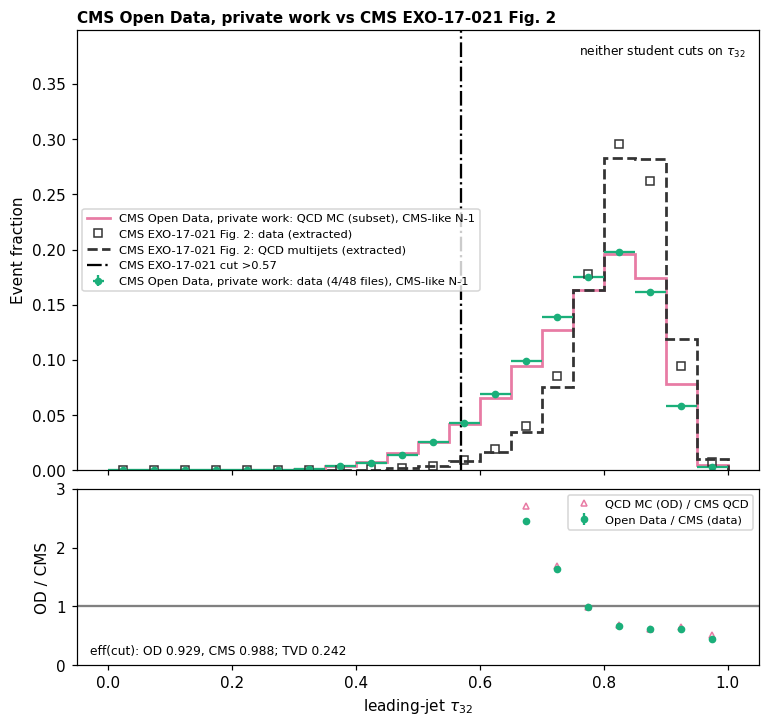 CMS Open Data, private work vs CMS EXO-17-021 Fig. 2
neither student cuts on τ32
0.35
0.30
0.25
0.20
0.15
0.10
0.05
0.00
Event fraction
CMS Open Data, private work: QCD MC (subset), CMS-like N-1
CMS EXO-17-021 Fig. 2: data (extracted)
CMS EXO-17-021 Fig. 2: QCD multijets (extracted)
CMS EXO-17-021 cut >0.57
CMS Open Data, private work: data (4/48 files), CMS-like N-1
3
2
1
0
OD / CMS
QCD MC (OD) / CMS QCD
Open Data / CMS (data)
eff(cut): OD 0.929, CMS 0.988; TVD 0.242
0.0 0.2 0.4 0.6 0.8 1.0
leading-jet τ32